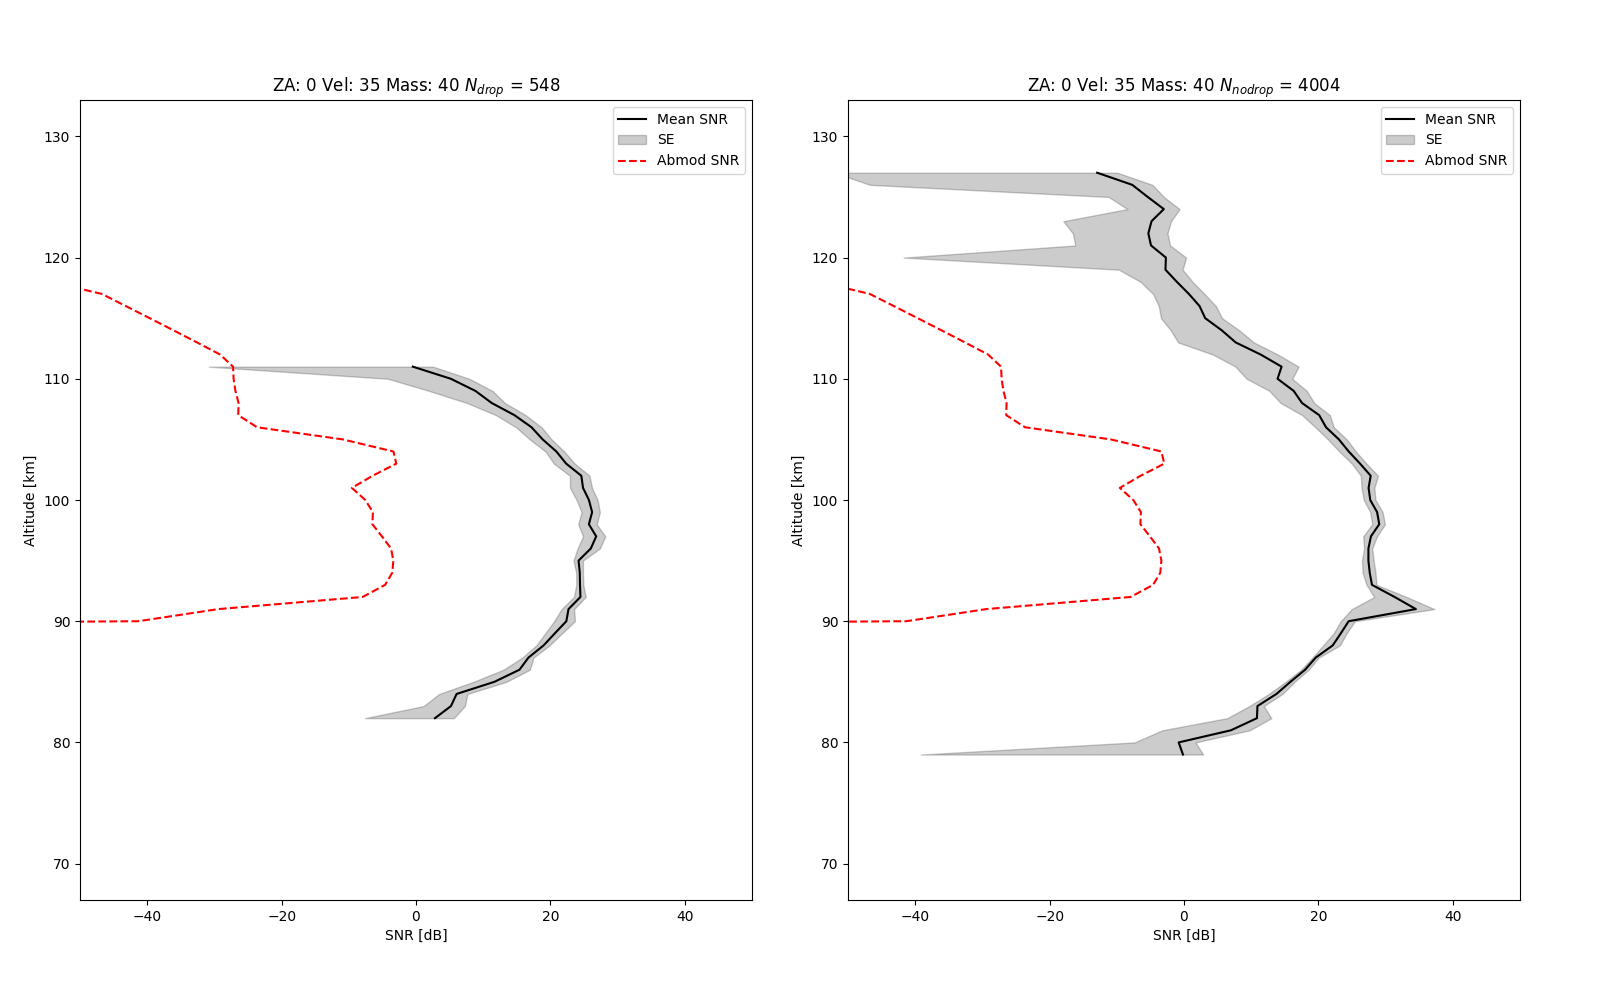 ZA: 0 Vel: 35 Mass: 40 N_drop = 548
Mean SNR
SE
Abmod SNR
130
120
110
100
90
80
70
Altitude [km]
−40
−20
0
20
40
SNR [dB]
ZA: 0 Vel: 35 Mass: 40 N_nodrop = 4004
Mean SNR
SE
Abmod SNR
130
120
110
100
90
80
70
Altitude [km]
−40
−20
0
20
40
SNR [dB]